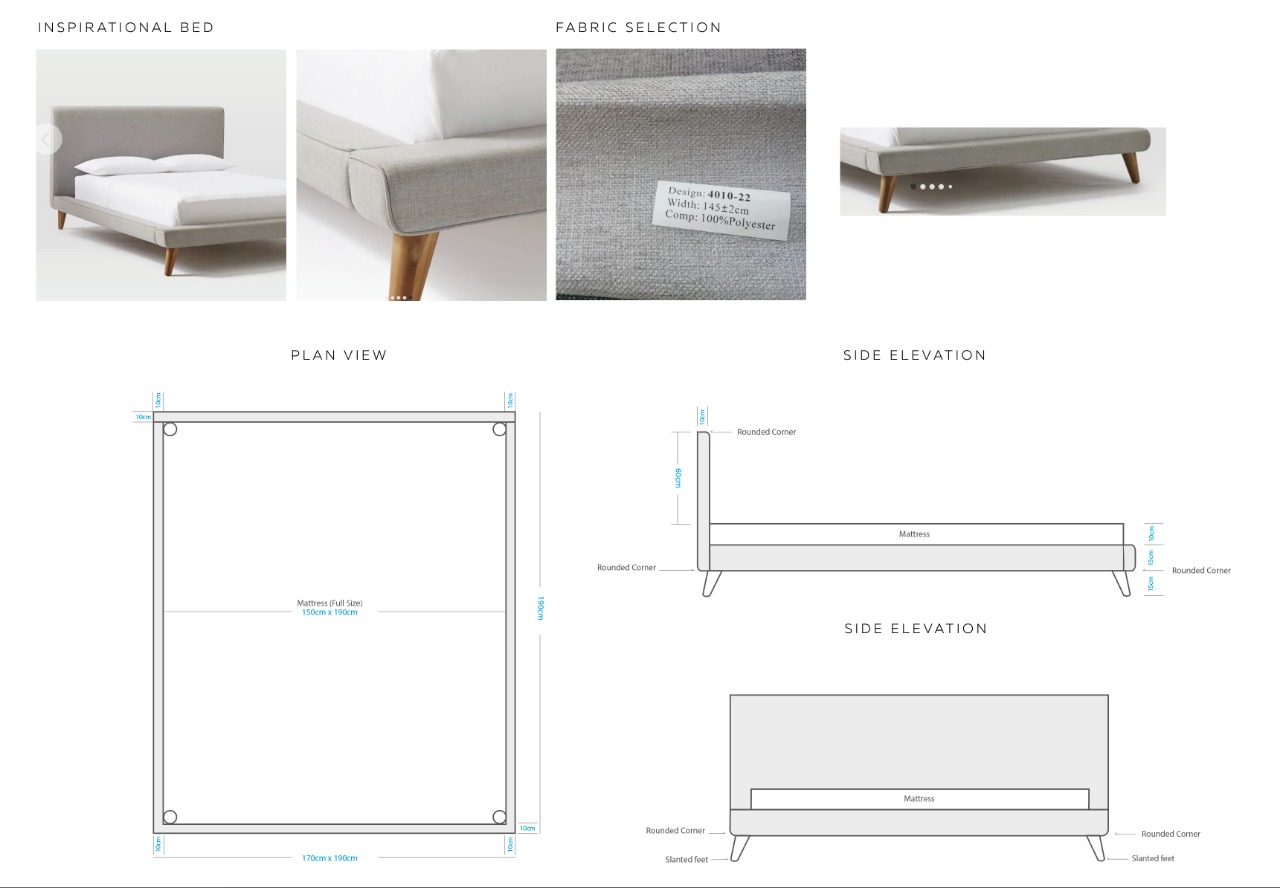 INSPIRATIONAL BED
FABRIC SELECTION
Design: 4010-22
Width: 145±2cm
Comp: 100%Polyester
PLAN VIEW
10cm
10cm
10cm
Mattress (Full Size)
150cm x 190cm
190cm
10cm
10cm
10cm
170cm x 190cm
SIDE ELEVATION
10cm
Rounded Corner
60cm
Mattress
10cm
15cm
Rounded Corner
Rounded Corner
15cm
SIDE ELEVATION
Mattress
Rounded Corner
Rounded Corner
Slanted feet
Slanted feet